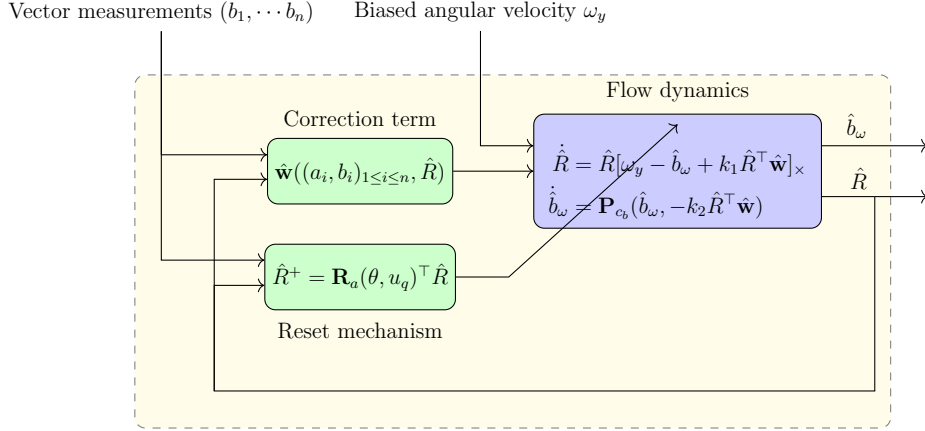 Vector measurements $(b_1, \cdots b_n)$
Biased angular velocity $\omega_y$
Flow dynamics
Correction term
$\hat{\mathbf{w}}((a_i, b_i)_{1 \leq i \leq n}, \hat{R})$
$\dot{\hat{R}} = \hat{R}[\omega_y - \hat{b}_\omega + k_1 \hat{R}^\top \hat{\mathbf{w}}]_\times$
$\dot{\hat{b}}_\omega = \mathbf{P}_{c_b}(\hat{b}_\omega, -k_2 \hat{R}^\top \hat{\mathbf{w}})$
$\hat{b}_\omega$
$\hat{R}$
$\hat{R}^+ = \mathbf{R}_a(\theta, u_q)^\top \hat{R}$
Reset mechanism